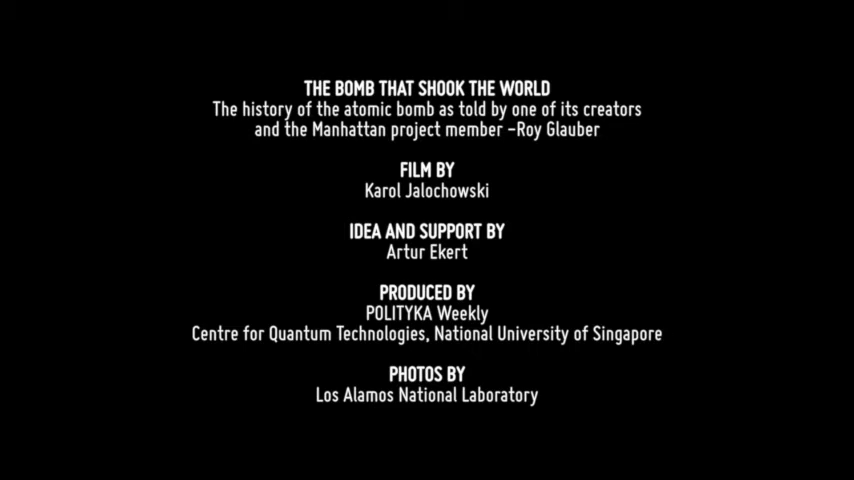 THE BOMB THAT SHOOK THE WORLD
The history of the atomic bomb as told by one of its creators
and the Manhattan project member –Roy Glauber
FILM BY
Karol Jalochowski
IDEA AND SUPPORT BY
Artur Ekert
PRODUCED BY
POLITYKA Weekly
Centre for Quantum Technologies, National University of Singapore
PHOTOS BY
Los Alamos National Laboratory